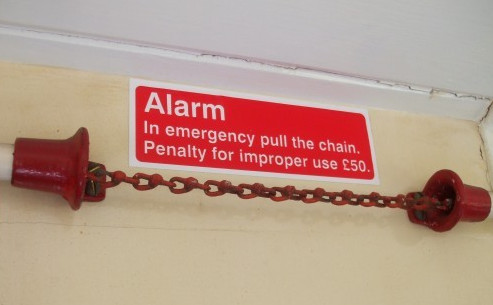 Alarm
In emergency pull the chain.
Penalty for improper use £50.